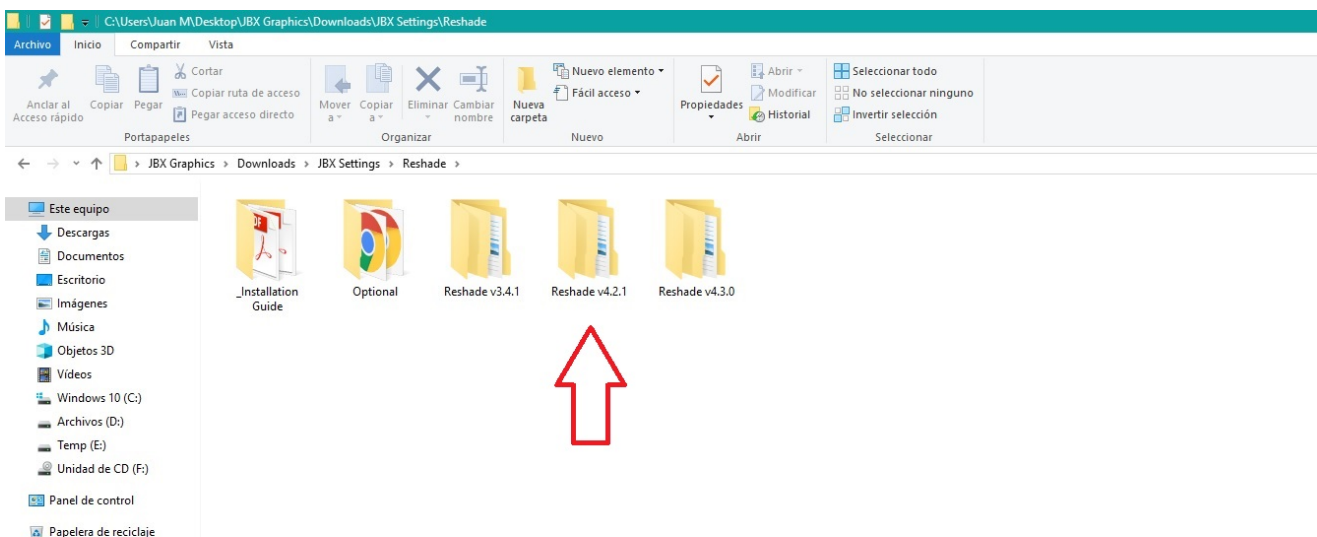 C:\Users\Juan M\Desktop\JBX Graphics\Downloads\JBX Settings\Reshade
Archivo Inicio Compartir Vista
Anclar al
Acceso rápido
Copiar
Pegar
Cortar
Copiar ruta de acceso
Pegar acceso directo
Portapapeles
Mover
a
Copiar
a
Eliminar
Cambiar
nombre
Organizar
Nueva
carpeta
Nuevo elemento
Fácil acceso
Nuevo
Propiedades
Abrir
Modificar
Historial
Abrir
Seleccionar todo
No seleccionar ninguno
Invertir selección
Seleccionar
JBX Graphics > Downloads > JBX Settings > Reshade >
Este equipo
Descargas
Documentos
Escritorio
Imágenes
Música
Objetos 3D
Vídeos
Windows 10 (C:)
Archivos (D:)
Temp (E:)
Unidad de CD (F:)
Panel de control
Papelera de reciclaje
_Installation
Guide
Optional
Reshade v3.4.1
Reshade v4.2.1
Reshade v4.3.0